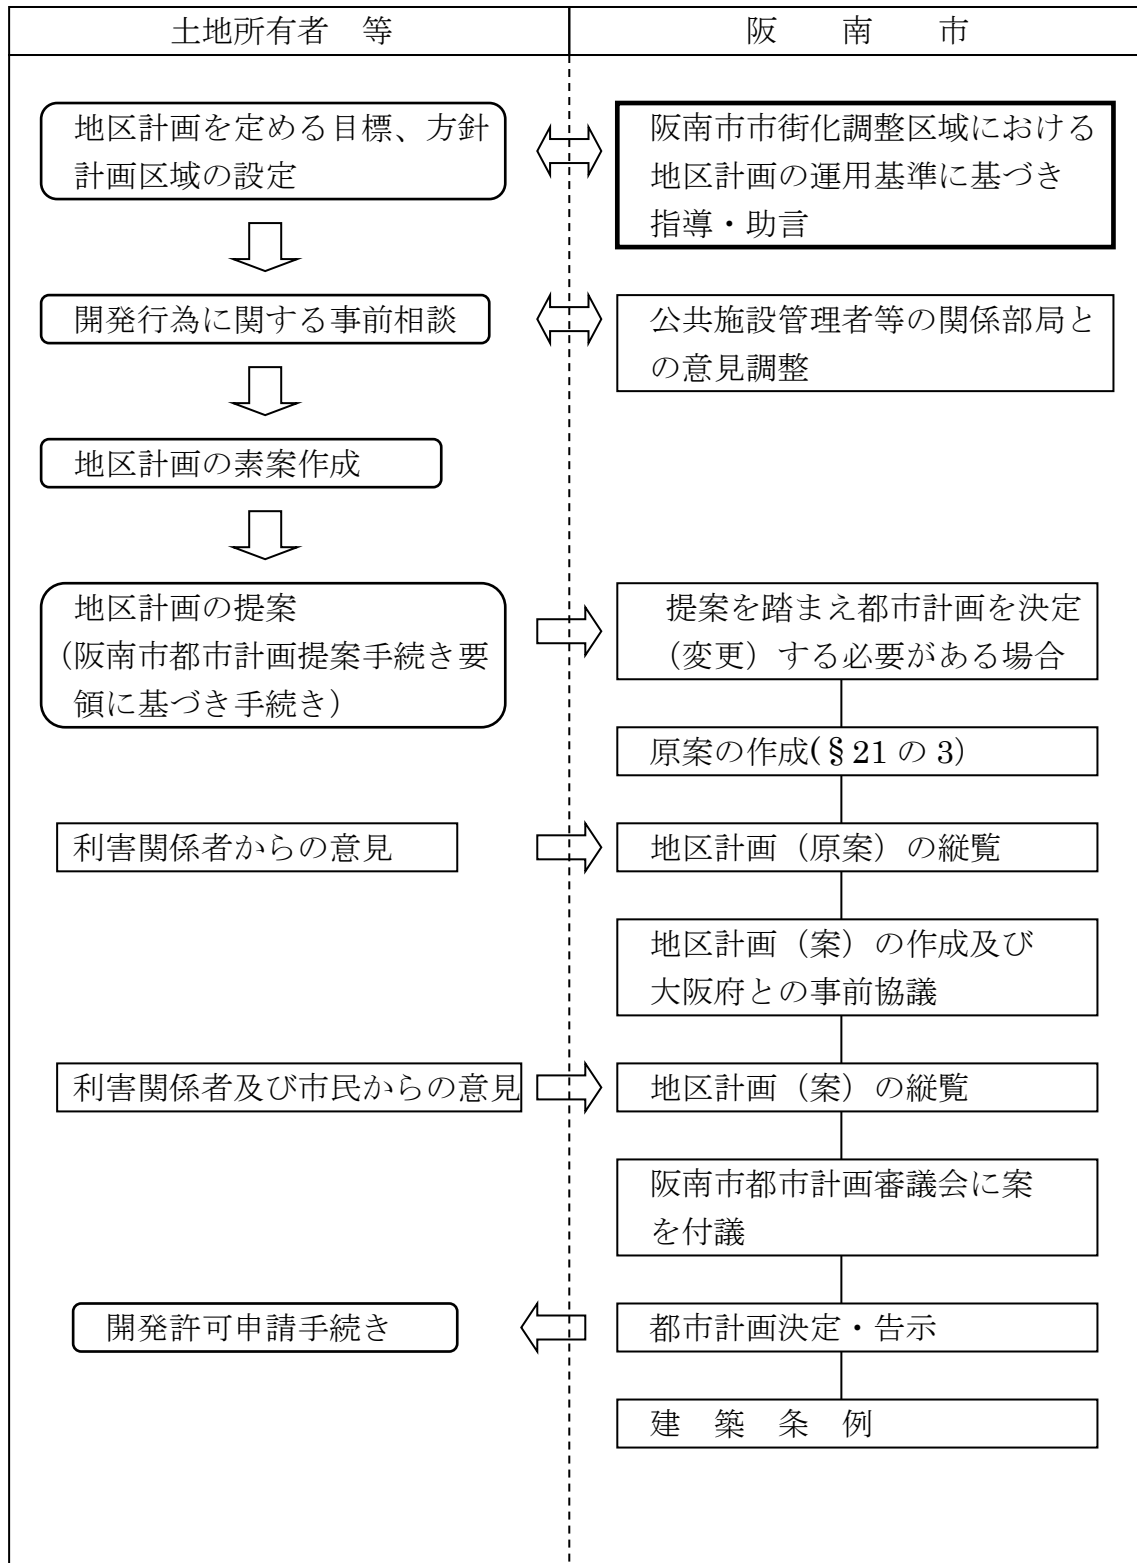 土地所有者　等
阪　　南　　市
地区計画を定める目標、方針
計画区域の設定
阪南市市街化調整区域における
地区計画の運用基準に基づき
指導・助言
開発行為に関する事前相談
公共施設管理者等の関係部局と
の意見調整
地区計画の素案作成
地区計画の提案
（阪南市都市計画提案手続き要
領に基づき手続き）
提案を踏まえ都市計画を決定
（変更）する必要がある場合
原案の作成(§21 の 3)
利害関係者からの意見
地区計画（原案）の縦覧
地区計画（案）の作成及び
大阪府との事前協議
利害関係者及び市民からの意見
地区計画（案）の縦覧
阪南市都市計画審議会に案
を付議
開発許可申請手続き
都市計画決定・告示
建　築　条　例